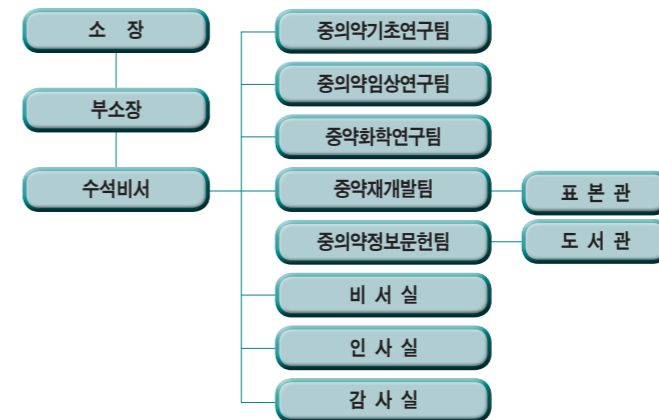 소 장
부소장
수석비서
중의약기초연구팀
중의약임상연구팀
중약화학연구팀
중약재개발팀
표 본 관
중의약정보문헌팀
도 서 관
비 서 실
인 사 실
감 사 실